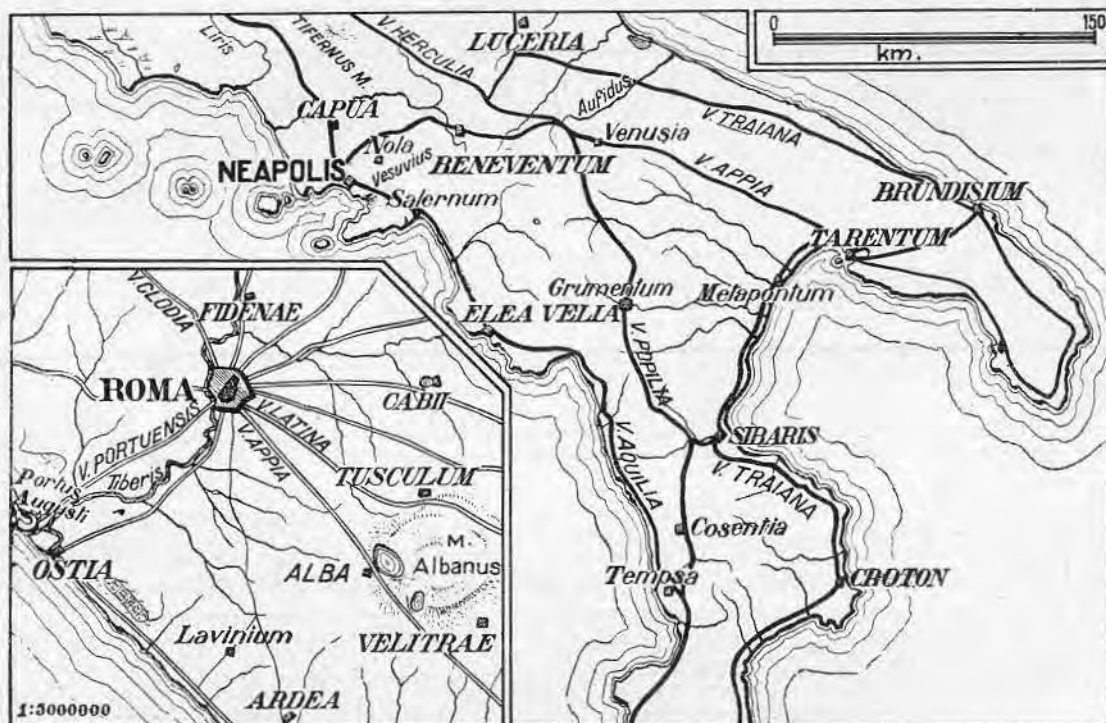 0 150
km.
Liris
TIFERNUS M.
V. HERCULIA
LUCERIA
Aufidus
V. TRAIANA
CAPUA
Nola
Vesuvius
BENEVENTUM
Venusia
V. APPIA
NEAPOLIS
Salernum
BRUNDISIUM
TARENTUM
Grumentum
Metapontum
ELEA VELIA
V. POPILIA
V. AQUILIA
SIBARIS
V. TRAIANA
Cosentia
Tempsa
CROTON
V. CLODIA
FIDENAE
ROMA
CABII
V. LATINA
V. PORTUENSIS
V. APPIA
Tiberis
TUSCULUM
Portus
Augusti
OSTIA
M.
Albanus
ALBA
Lavinium
VELITRAE
ARDEA
1:3000000